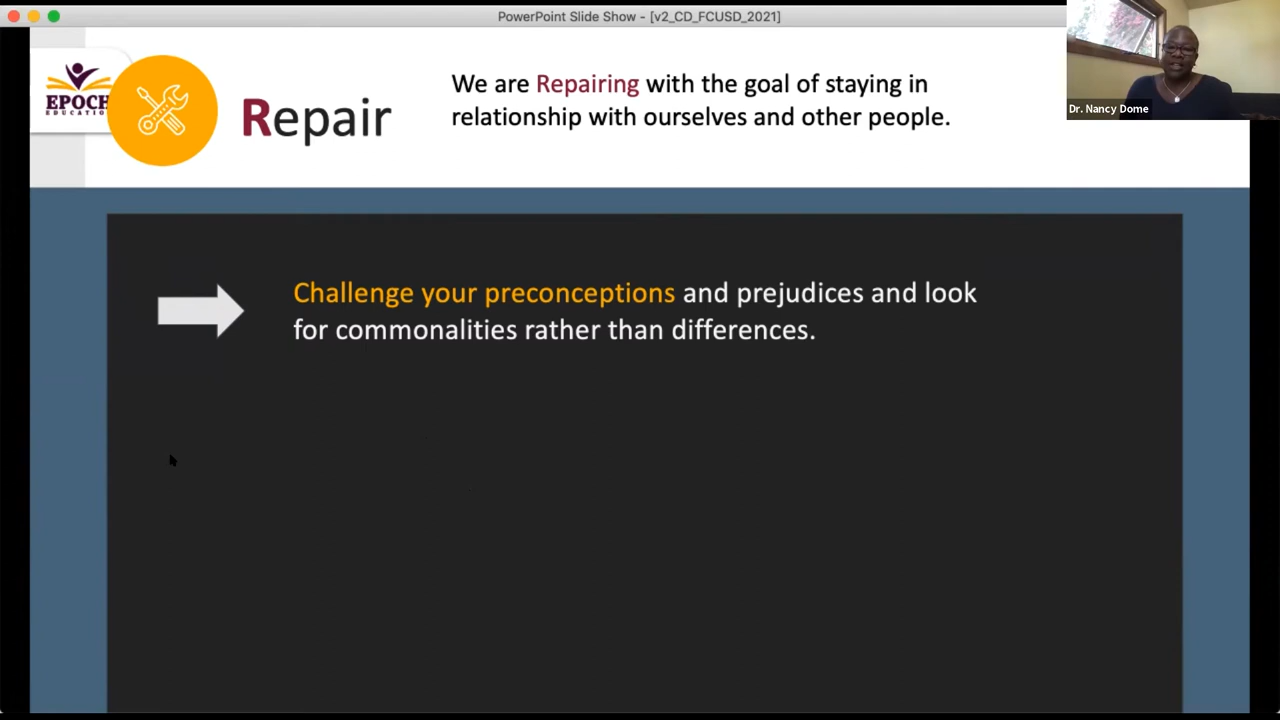 PowerPoint Slide Show - [v2_CD_FCUSD_2021]
EPOCH
EDUCATIO
Repair
We are Repairing with the goal of staying in
relationship with ourselves and other people.
Dr. Nancy Dome
Challenge your preconceptions and prejudices and look
for commonalities rather than differences.